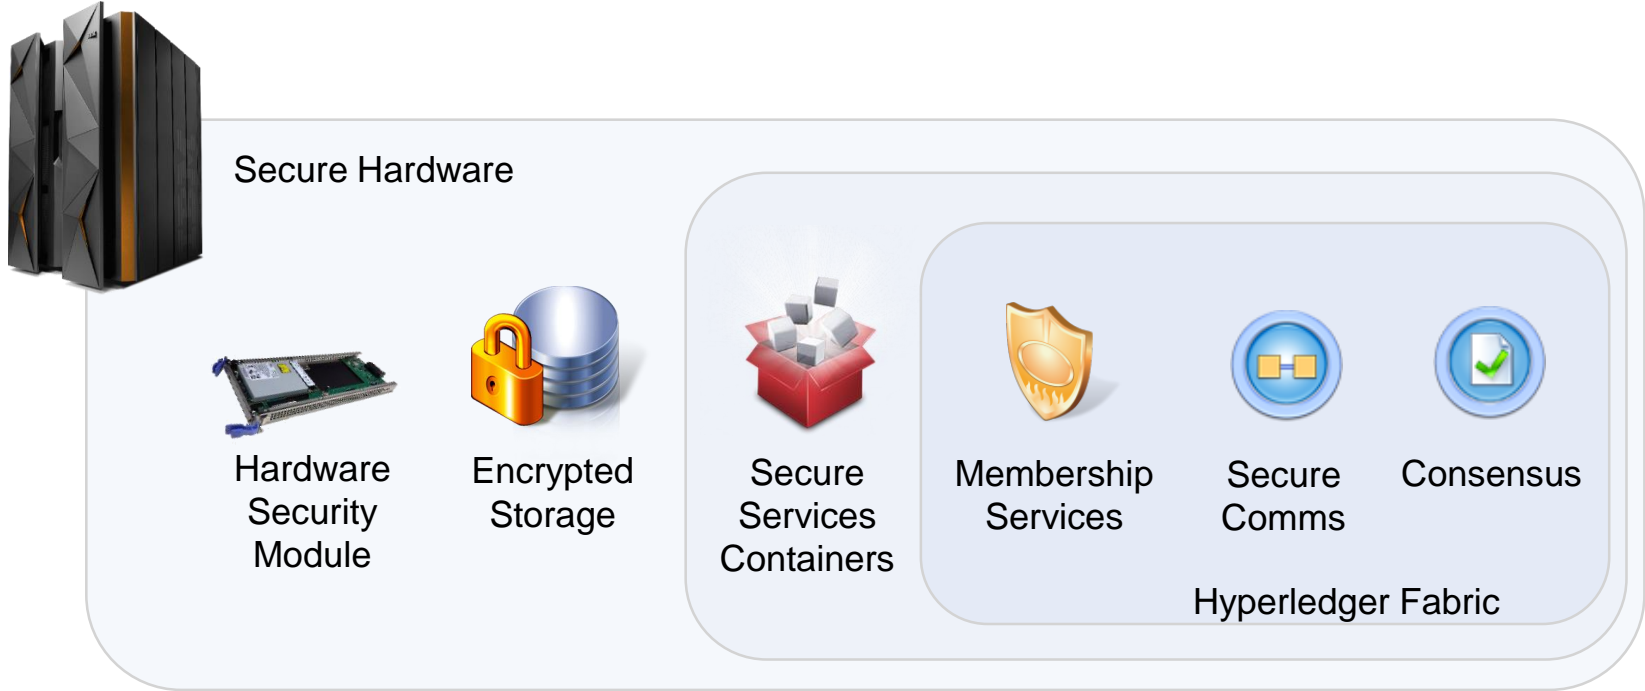 Secure Hardware
Hardware
Security
Module
Encrypted
Storage
Secure
Services
Containers
Membership
Services
Secure
Comms
Consensus
Hyperledger Fabric